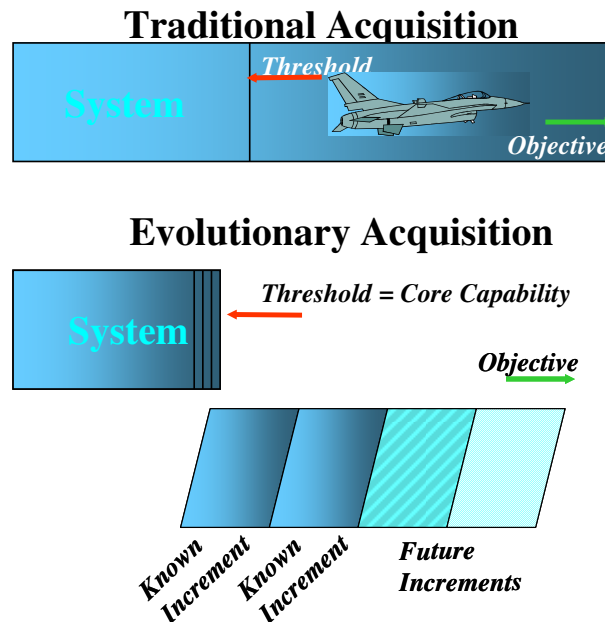 Traditional Acquisition
Threshold
System
Objective
Evolutionary Acquisition
Threshold = Core Capability
System
Objective
Known
Increment
Known
Increment
Future
Increments